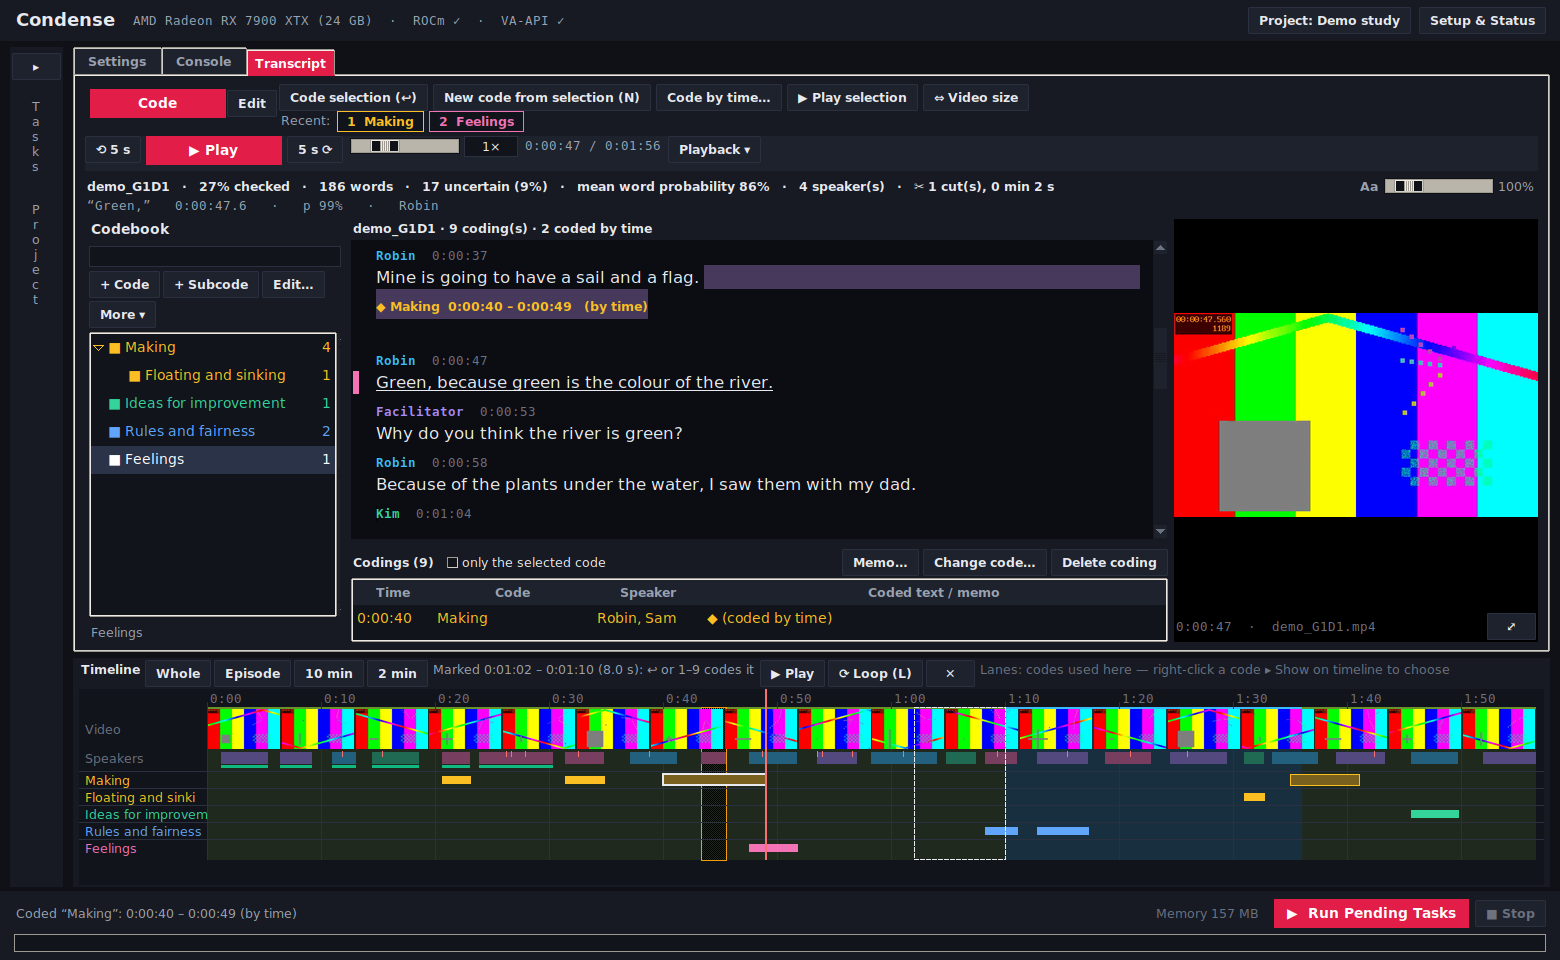 Condense AMD Radeon RX 7900 XTX (24 GB) · ROCm ✓ · VA-API ✓ Project: Demo study Setup & Status
▸
Tasks
Project
Settings Console Transcript
Code Edit Code selection (↩) New code from selection (N) Code by time… ▶ Play selection ⇔ Video size
Recent: 1 Making 2 Feelings
⟲ 5 s ▶ Play 5 s ⟳ 1× 0:00:47 / 0:01:56 Playback ▾
demo_G1D1 · 27% checked · 186 words · 17 uncertain (9%) · mean word probability 86% · 4 speaker(s) · ✂ 1 cut(s), 0 min 2 s Aa 100%
“Green,” 0:00:47.6 · p 99% · Robin
Codebook
+ Code + Subcode Edit…
More ▾
Making 4
Floating and sinking 1
Ideas for improvement 1
Rules and fairness 2
Feelings 1
Feelings
demo_G1D1 · 9 coding(s) · 2 coded by time
Robin 0:00:37
Mine is going to have a sail and a flag.
◆ Making 0:00:40 – 0:00:49 (by time)
Robin 0:00:47
Green, because green is the colour of the river.
Facilitator 0:00:53
Why do you think the river is green?
Robin 0:00:58
Because of the plants under the water, I saw them with my dad.
Kim 0:01:04
Codings (9) only the selected code Memo… Change code… Delete coding
Time Code Speaker Coded text / memo
0:00:40 Making Robin, Sam ◆ (coded by time)
00:00:47.560
1189
0:00:47 · demo_G1D1.mp4 ⤢
Timeline Whole Episode 10 min 2 min Marked 0:01:02 – 0:01:10 (8.0 s): ↩ or 1–9 codes it ▶ Play ⟳ Loop (L) ✕ Lanes: codes used here — right-click a code ▸ Show on timeline to choose
0:00 0:10 0:20 0:30 0:40 0:50 1:00 1:10 1:20 1:30 1:40 1:50
Video
Speakers
Making
Floating and sinki
Ideas for improvem
Rules and fairness
Feelings
Coded “Making”: 0:00:40 – 0:00:49 (by time) Memory 157 MB ▶ Run Pending Tasks ■ Stop